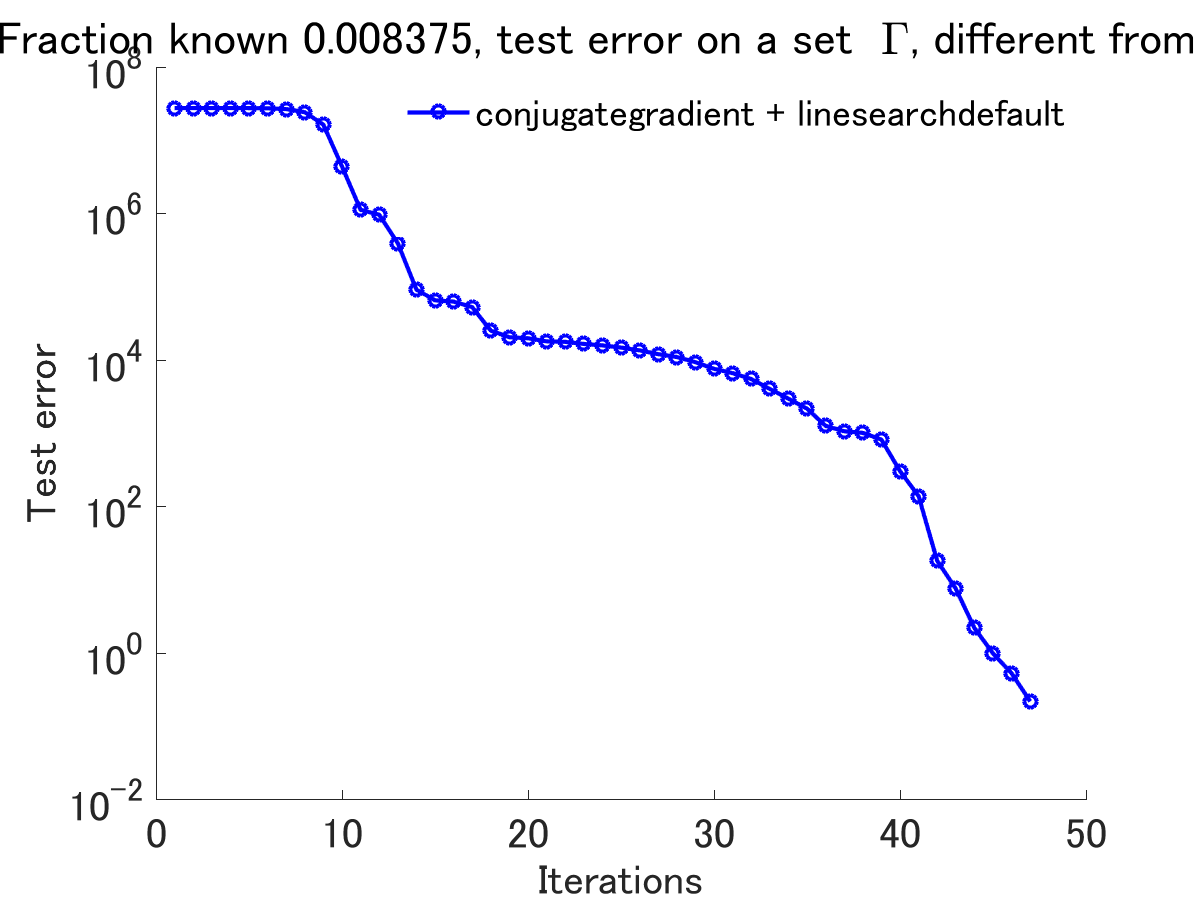 Fraction known 0.008375, test error on a set Γ, different from
10^8
conjugategradient + linesearchdefault
10^6
10^4
10^2
10^0
10^−2
Test error
0 10 20 30 40 50
Iterations